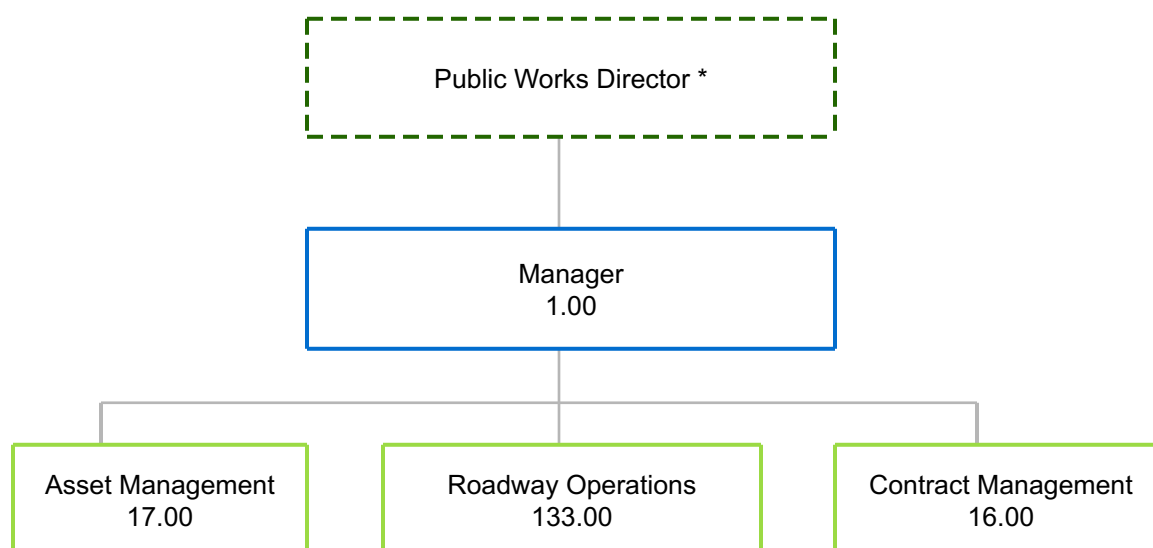 Public Works Director *
Manager
1.00
Asset Management
17.00
Roadway Operations
133.00
Contract Management
16.00